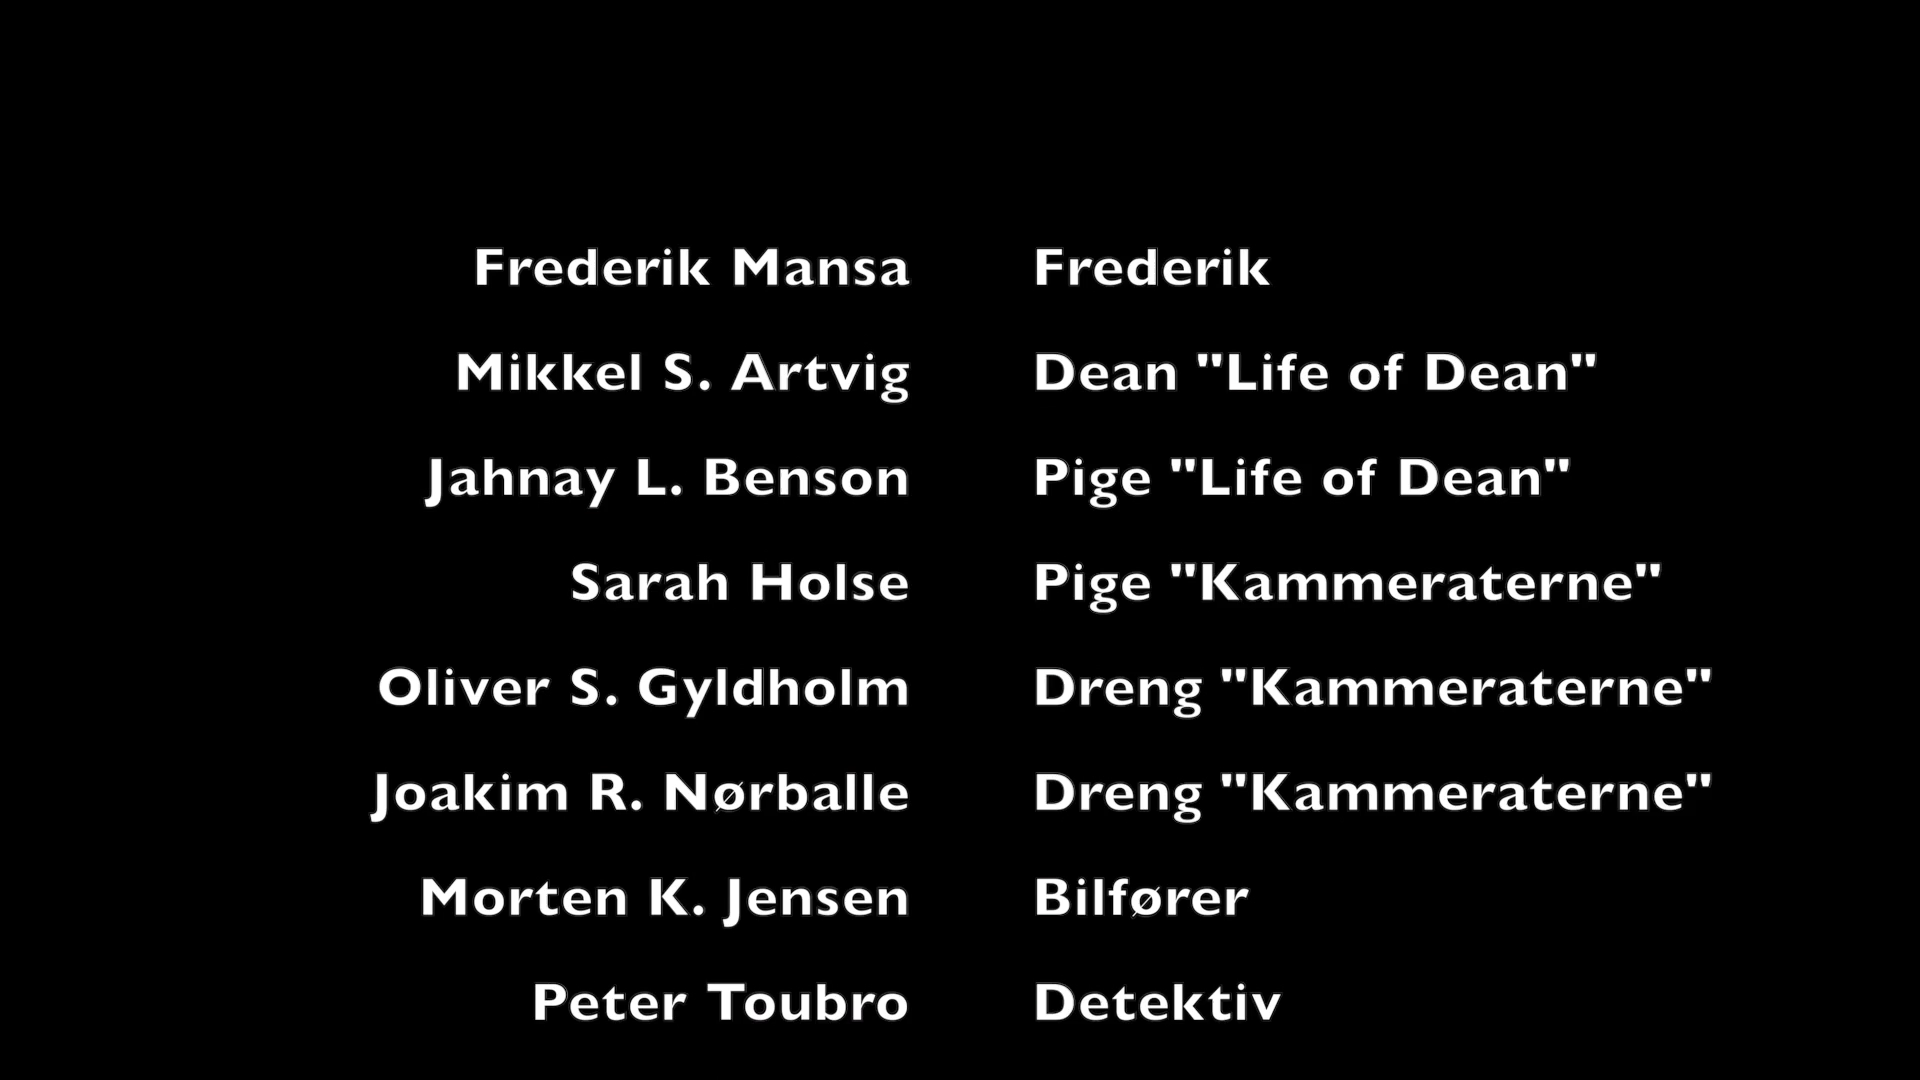 Frederik Mansa Frederik
Mikkel S. Artvig Dean "Life of Dean"
Jahnay L. Benson Pige "Life of Dean"
Sarah Holse Pige "Kammeraterne"
Oliver S. Gyldholm Dreng "Kammeraterne"
Joakim R. Nørballe Dreng "Kammeraterne"
Morten K. Jensen Bilfører
Peter Toubro Detektiv